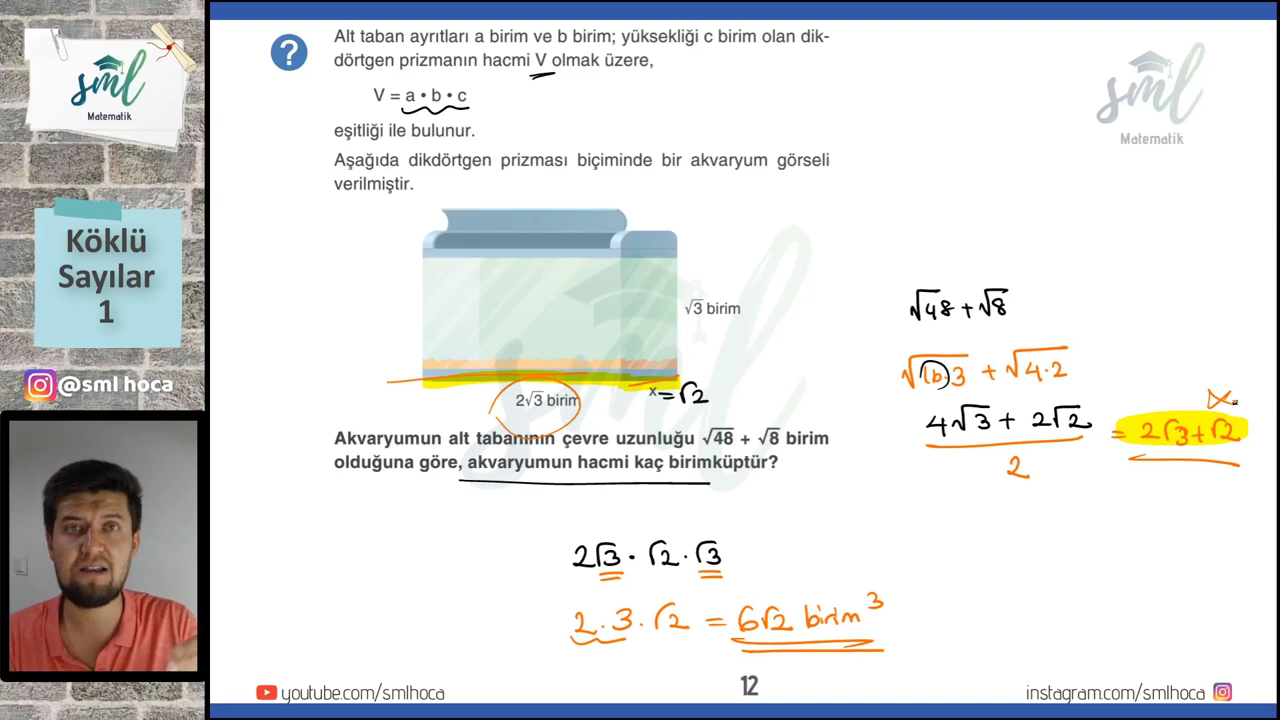 sml
Matematik
Köklü
Sayılar
1
@sml hoca
?
Alt taban ayrıtları a birim ve b birim; yüksekliği c birim olan dik-
dörtgen prizmanın hacmi V olmak üzere,
V = a • b • c
eşitliği ile bulunur.
Aşağıda dikdörtgen prizması biçiminde bir akvaryum görseli
verilmiştir.
√3 birim
2√3 birim
x = √2
Akvaryumun alt tabanının çevre uzunluğu √48 + √8 birim
olduğuna göre, akvaryumun hacmi kaç birimküptür?
2√3 · √2 · √3
2 · 3 · √2 = 6√2 birim³
sml
Matematik
√48 + √8
√16·3 + √4·2
4√3 + 2√2
2
= 2√3 + √2
x
youtube.com/smlhoca
12
instagram.com/smlhoca